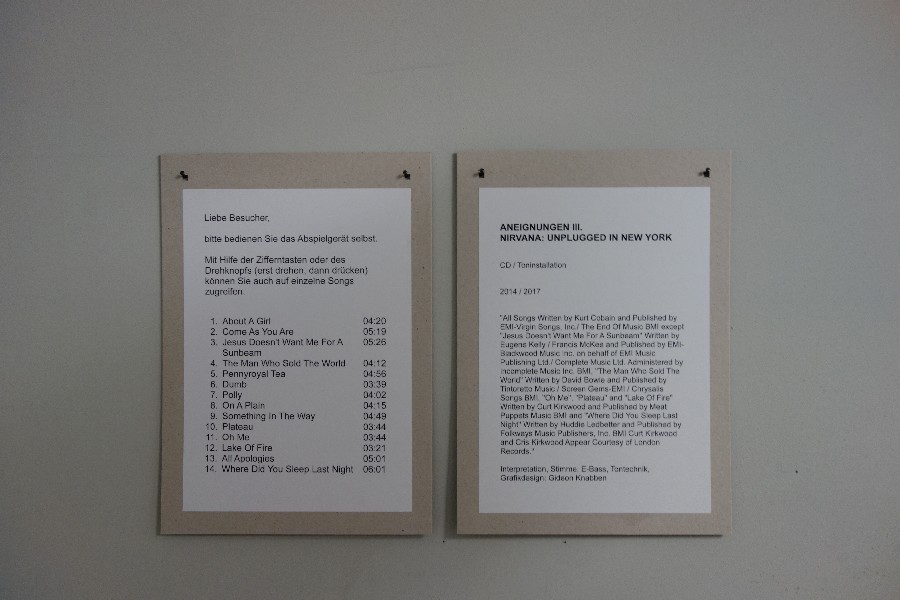 Liebe Besucher,
bitte bedienen Sie das Abspielgerät selbst.
Mit Hilfe der Zifferntasten oder des
Drehknopfs (erst drehen, dann drücken)
können Sie auch auf einzelne Songs
zugreifen.
1. About A Girl 04:20
2. Come As You Are 05:19
3. Jesus Doesn't Want Me For A 05:26
Sunbeam
4. The Man Who Sold The World 04:12
5. Pennyroyal Tea 04:56
6. Dumb 03:39
7. Polly 04:02
8. On A Plain 04:15
9. Something In The Way 04:49
10. Plateau 03:44
11. Oh Me 03:44
12. Lake Of Fire 03:21
13. All Apologies 05:01
14. Where Did You Sleep Last Night 06:01
ANEIGNUNGEN III.
NIRVANA: UNPLUGGED IN NEW YORK
CD / Toninstallation
2014 / 2017
"All Songs Written by Kurt Cobain and Published by
EMI-Virgin Songs, Inc./ The End Of Music BMI except
"Jesus Doesn't Want Me For A Sunbeam" Written by
Eugene Kelly / Francis McKee and Published by EMI-
Blackwood Music Inc. on behalf of EMI Music
Publishing Ltd./ Complete Music Ltd. Administered by
Incomplete Music Inc. BMI, "The Man Who Sold The
World" Written by David Bowie and Published by
Tintoretto Music / Screen Gems-EMI / Chrysalis
Songs BMI, "Oh Me", "Plateau" and "Lake Of Fire"
Written by Curt Kirkwood and Published by Meat
Puppets Music BMI and "Where Did You Sleep Last
Night" Written by Huddie Ledbetter and Published by
Folkways Music Publishers, Inc. BMI Curt Kirkwood
and Cris Kirkwood Appear Courtesy of London
Records."
Interpretation, Stimme, E-Bass, Tontechnik,
Grafikdesign: Gideon Knabben